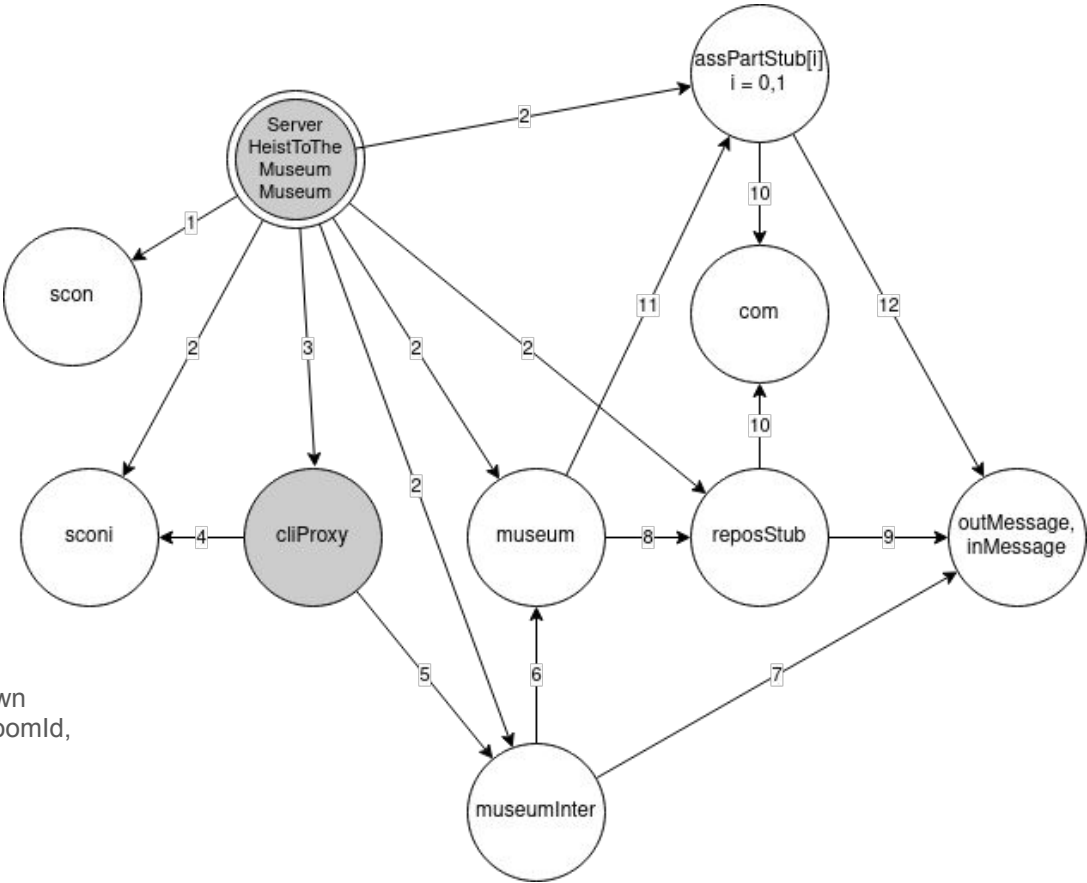 assPartStub[i]
i = 0,1
2
Server
HeistToThe
Museum
Museum
10
1
scon
11
com
12
2
3
2
2
10
2
sconi
4
cliProxy
museum
8
reposStub
9
outMessage,
inMessage
5
6
7
museumInter